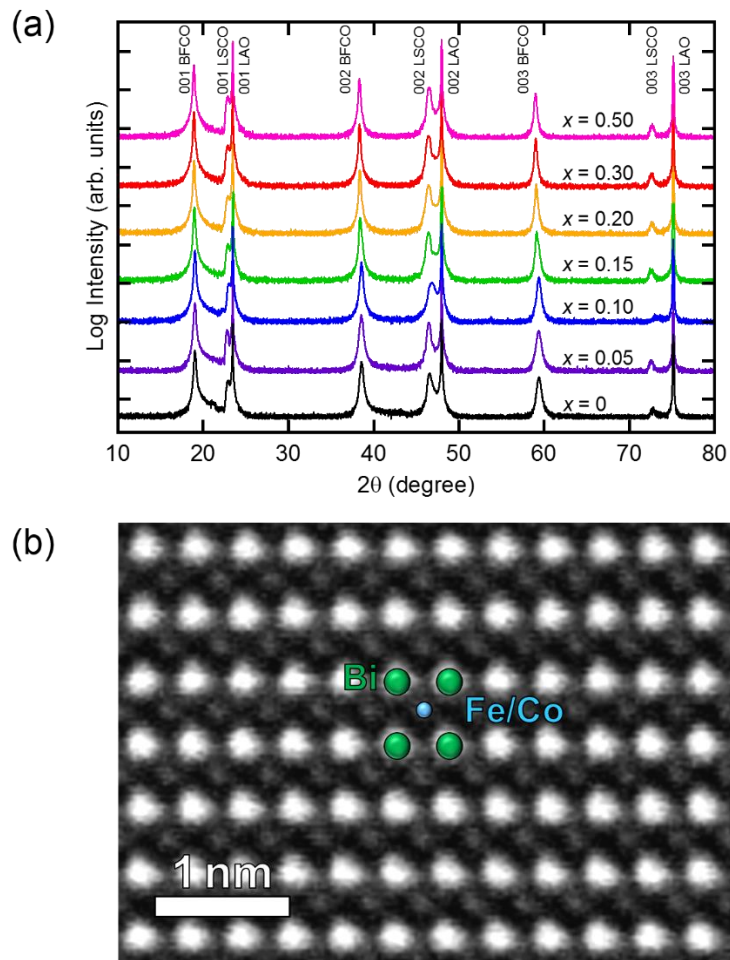 (a)
001 BFCO
001 LSCO
001 LAO
002 BFCO
002 LSCO
002 LAO
003 BFCO
003 LSCO
003 LAO
Log Intensity (arb. units)
x = 0.50
x = 0.30
x = 0.20
x = 0.15
x = 0.10
x = 0.05
x = 0
10 20 30 40 50 60 70 80
2θ (degree)
(b)
Bi
Fe/Co
1 nm